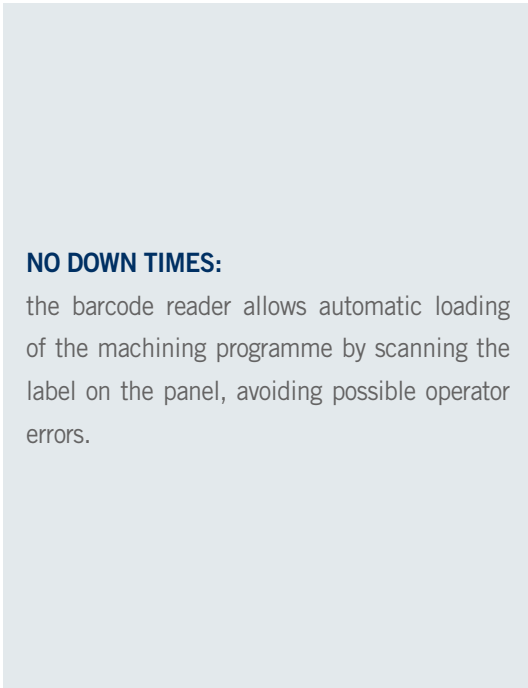 NO DOWN TIMES:
the barcode reader allows automatic loading
of the machining programme by scanning the
label on the panel, avoiding possible operator
errors.